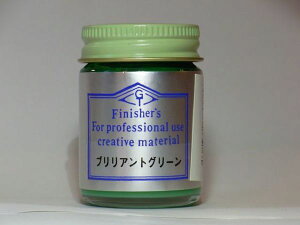 Finisher's
For professional use
creative material
ブリリアントグリーン